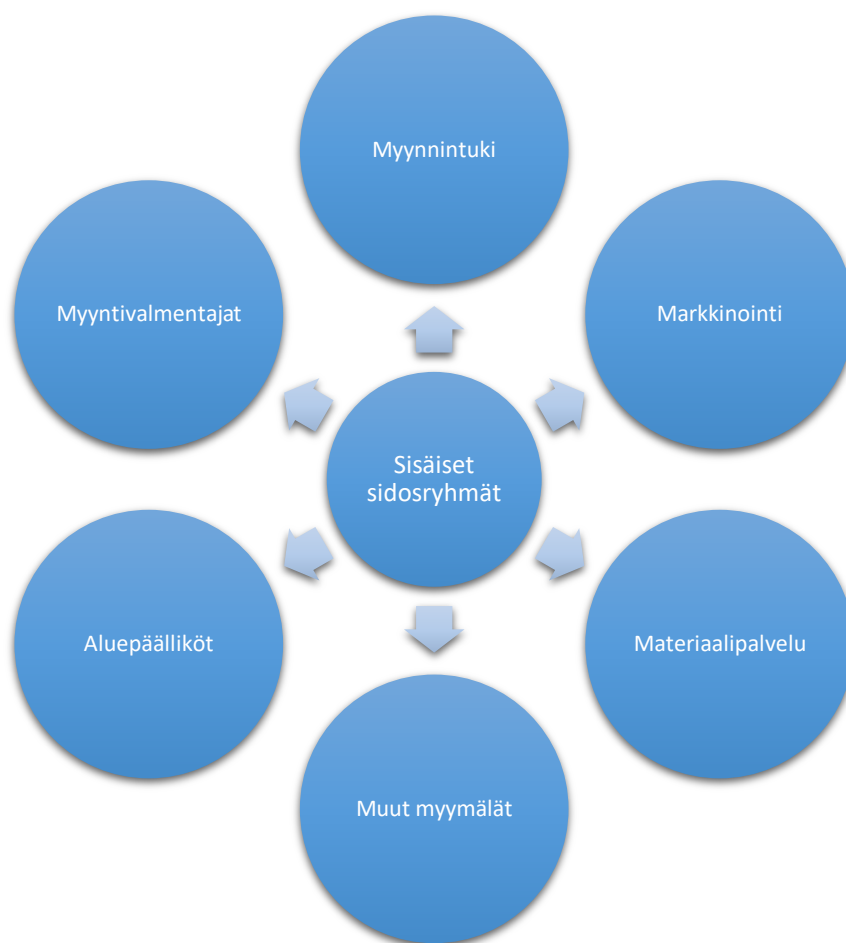 Myynnintuki
Myyntivalmentajat
Markkinointi
Sisäiset
sidosryhmät
Aluepäälliköt
Materiaalipalvelu
Muut myymälät